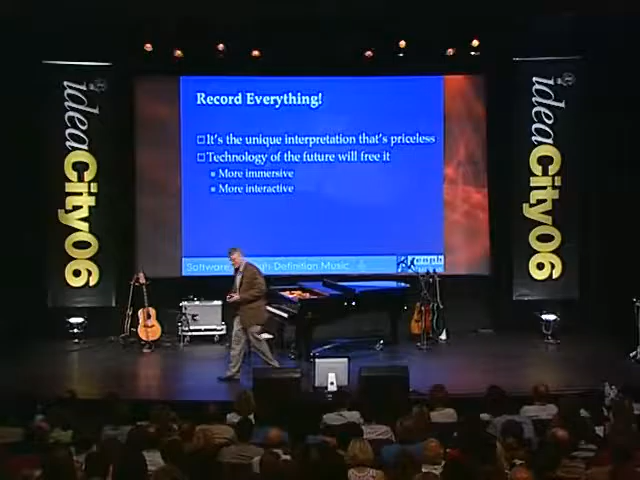 ideaCity06
Record Everything!
It's the unique interpretation that's priceless
Technology of the future will free it
More immersive
More interactive
Definition Music
ideaCity06